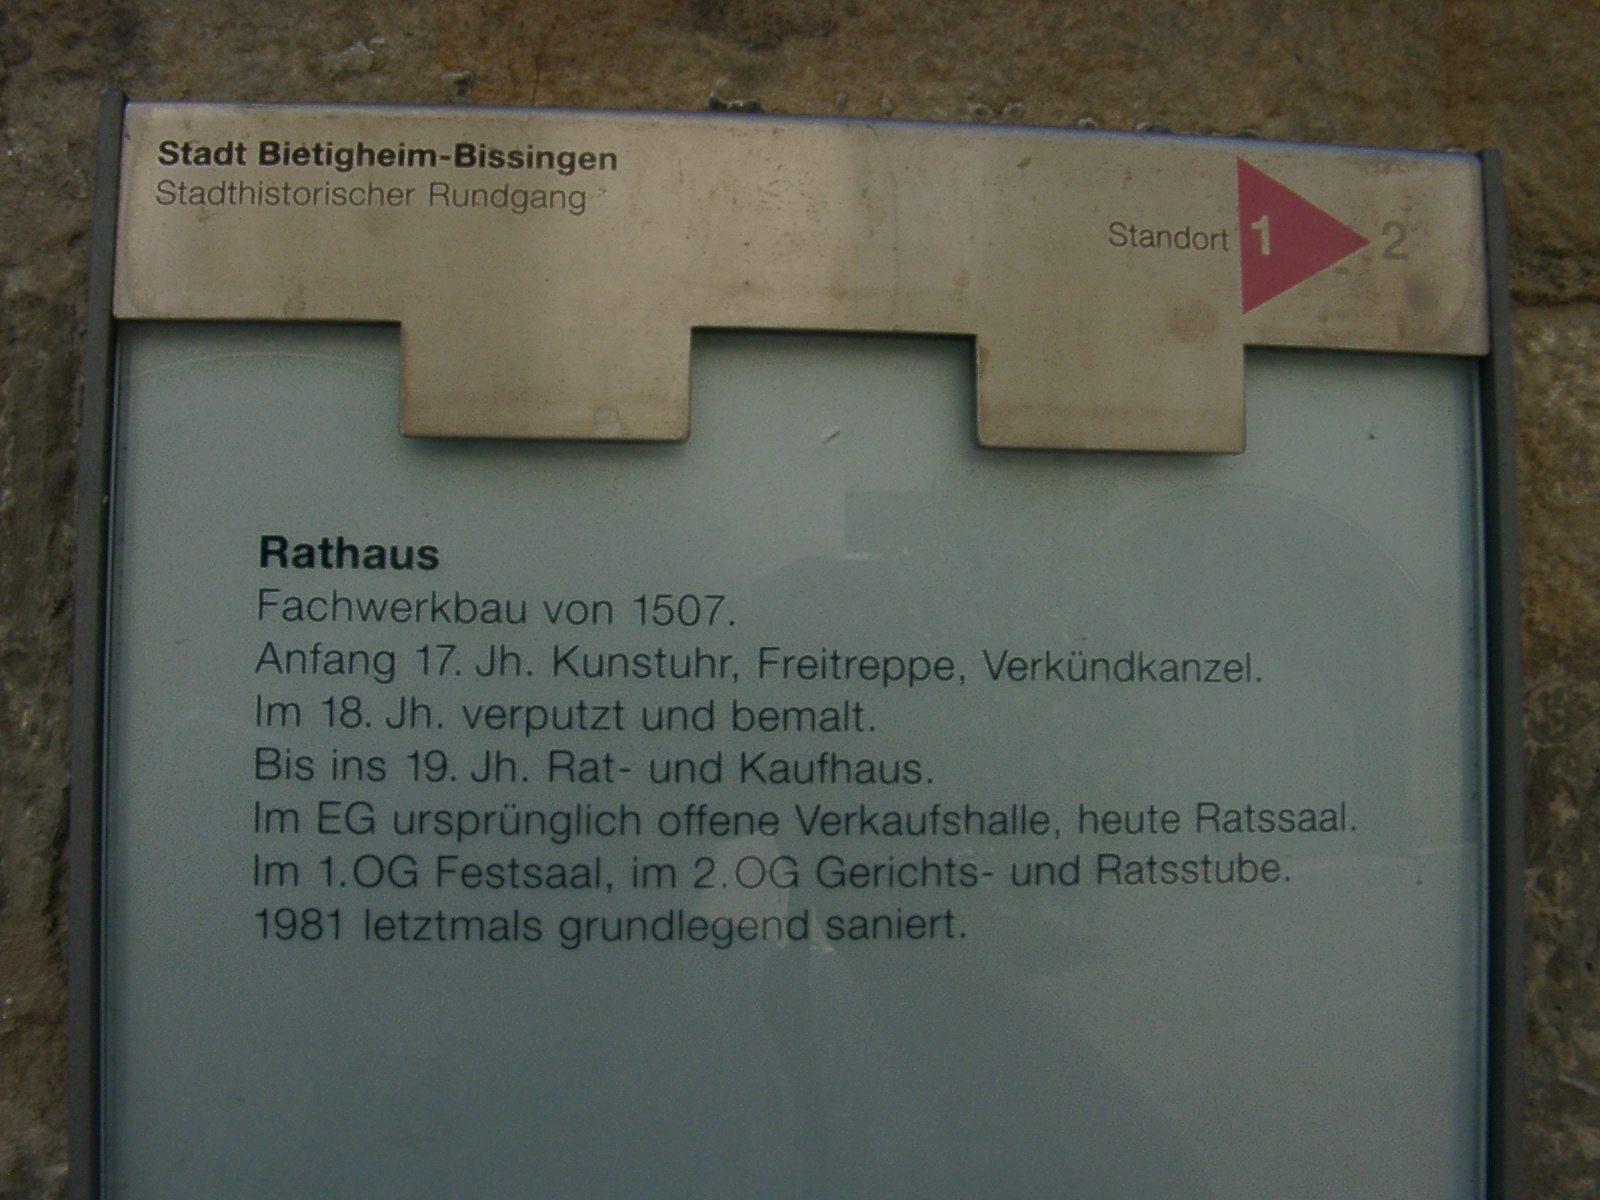 Stadt Bietigheim-Bissingen
Stadthistorischer Rundgang
Standort 1 2
Rathaus
Fachwerkbau von 1507.
Anfang 17. Jh. Kunstuhr, Freitreppe, Verkündkanzel.
Im 18. Jh. verputzt und bemalt.
Bis ins 19. Jh. Rat- und Kaufhaus.
Im EG ursprünglich offene Verkaufshalle, heute Ratssaal.
Im 1.OG Festsaal, im 2.OG Gerichts- und Ratsstube.
1981 letztmals grundlegend saniert.